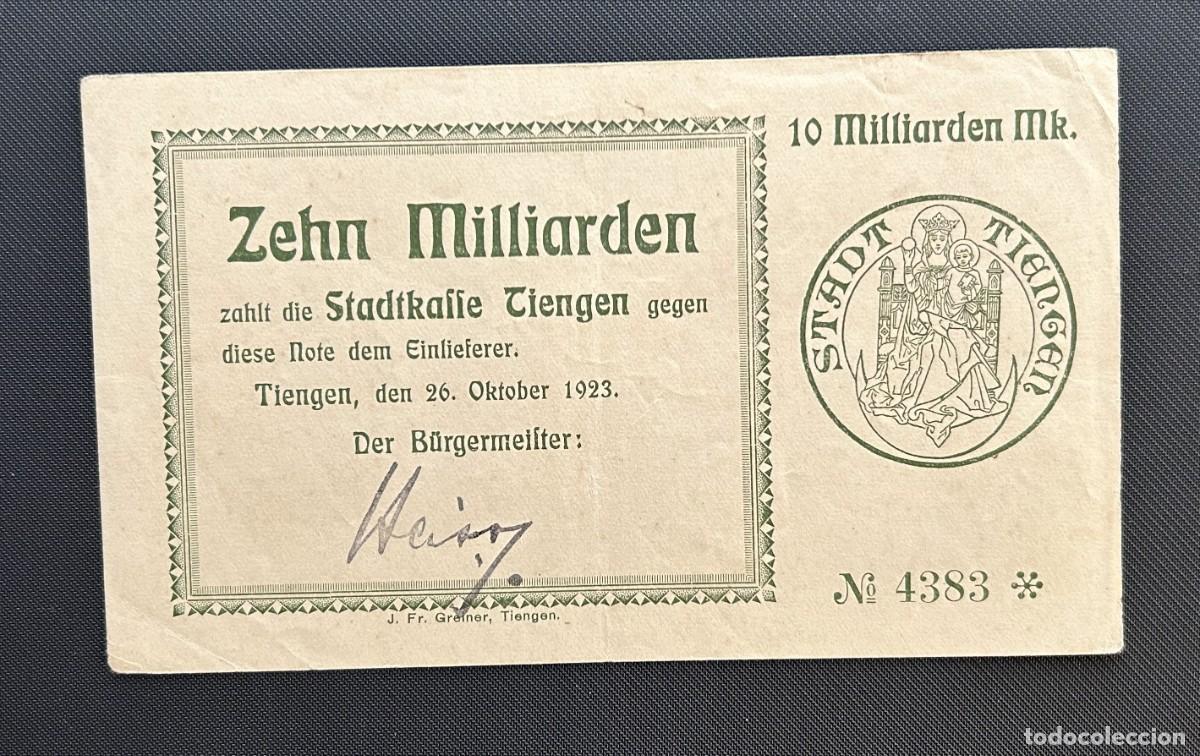 10 Milliarden Mk.
Zehn Milliarden
zahlt die Stadtkaſſe Tiengen gegen
dieſe Note dem Einlieferer.
Tiengen, den 26. Oktober 1923.
Der Bürgermeiſter:
J. Fr. Greiner, Tiengen.
STADT TIENGEN
№ 4383 *
todocoleccion